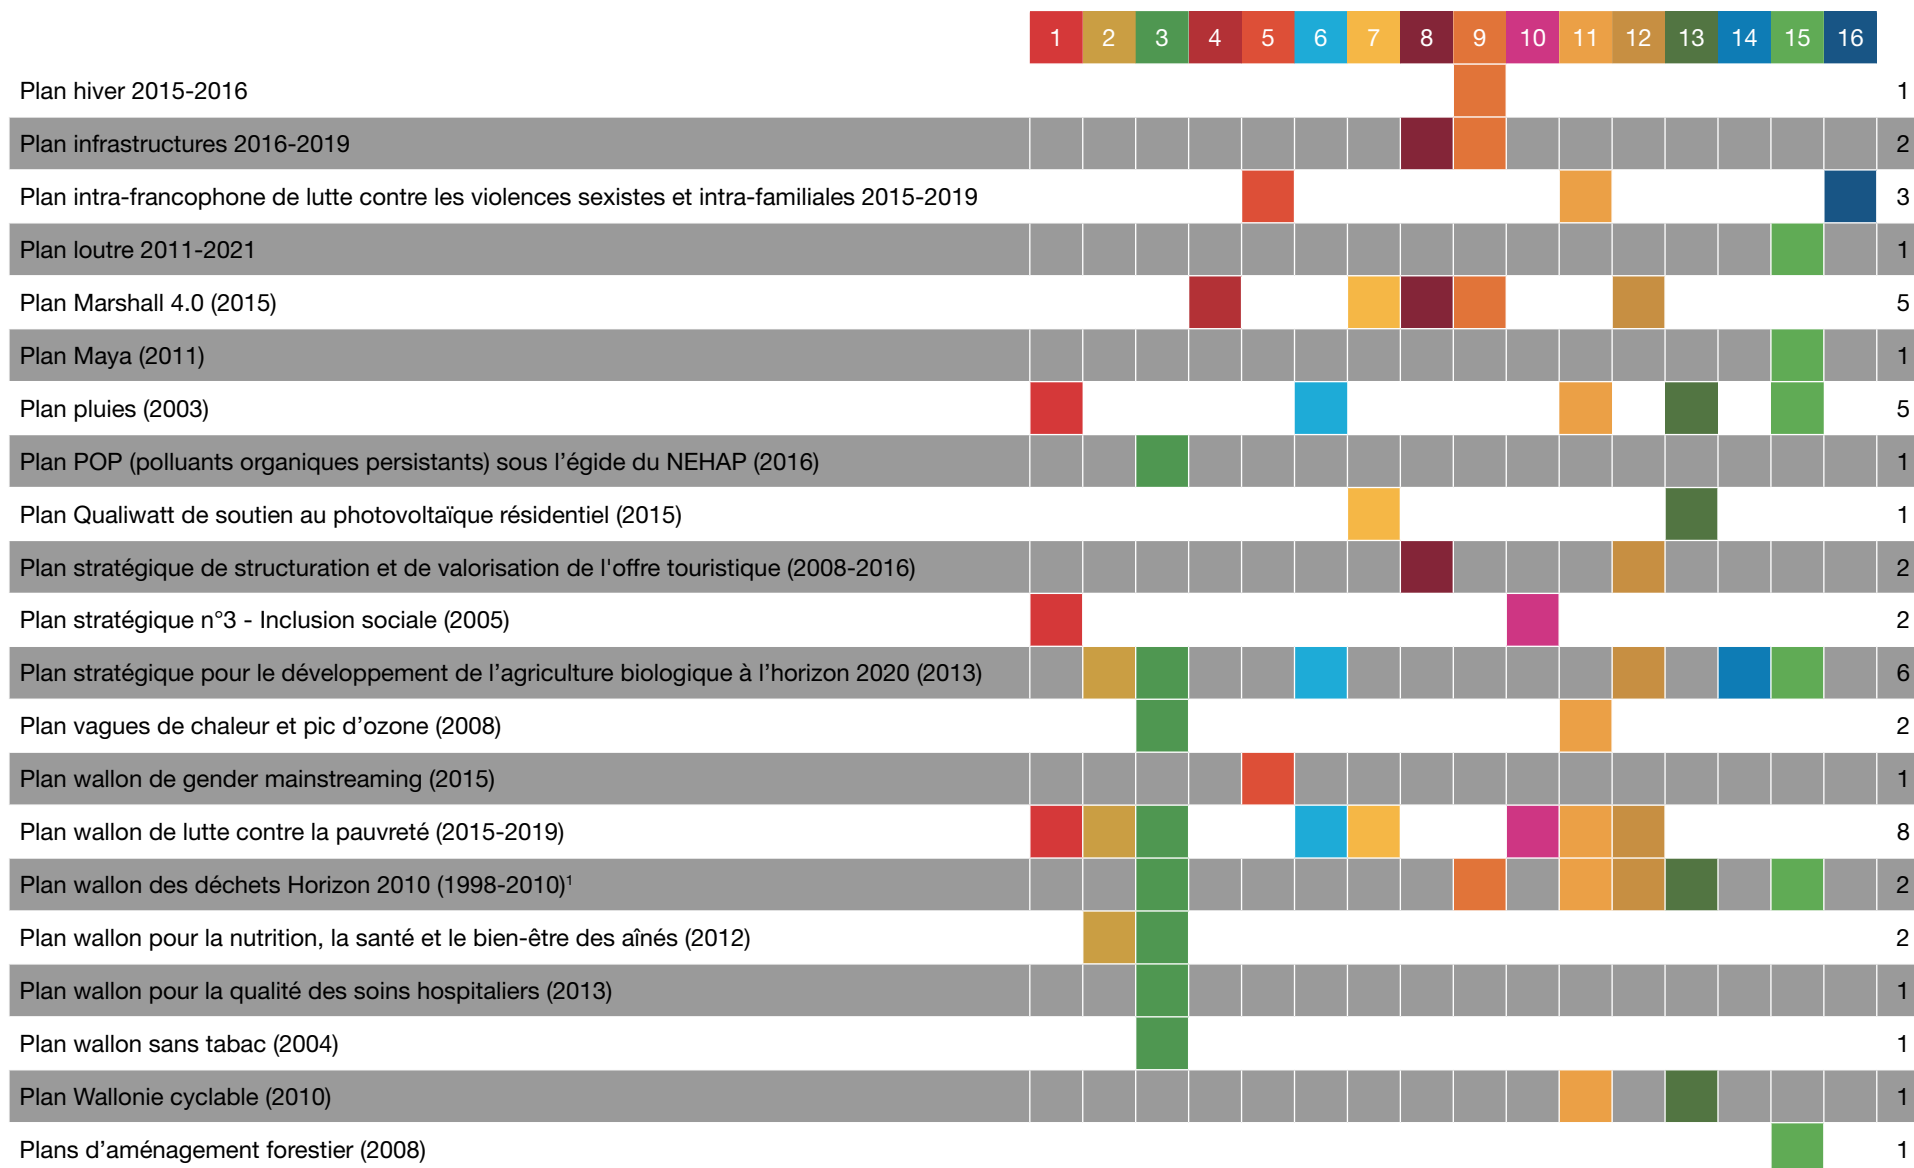 1 2 3 4 5 6 7 8 9 10 11 12 13 14 15 16
Plan hiver 2015-2016 1
Plan infrastructures 2016-2019 2
Plan intra-francophone de lutte contre les violences sexistes et intra-familiales 2015-2019 3
Plan loutre 2011-2021 1
Plan Marshall 4.0 (2015) 5
Plan Maya (2011) 1
Plan pluies (2003) 5
Plan POP (polluants organiques persistants) sous l’égide du NEHAP (2016) 1
Plan Qualiwatt de soutien au photovoltaïque résidentiel (2015) 1
Plan stratégique de structuration et de valorisation de l'offre touristique (2008-2016) 2
Plan stratégique n°3 - Inclusion sociale (2005) 2
Plan stratégique pour le développement de l’agriculture biologique à l’horizon 2020 (2013) 6
Plan vagues de chaleur et pic d’ozone (2008) 2
Plan wallon de gender mainstreaming (2015) 1
Plan wallon de lutte contre la pauvreté (2015-2019) 8
Plan wallon des déchets Horizon 2010 (1998-2010)¹ 2
Plan wallon pour la nutrition, la santé et le bien-être des aînés (2012) 2
Plan wallon pour la qualité des soins hospitaliers (2013) 1
Plan wallon sans tabac (2004) 1
Plan Wallonie cyclable (2010) 1
Plans d’aménagement forestier (2008) 1